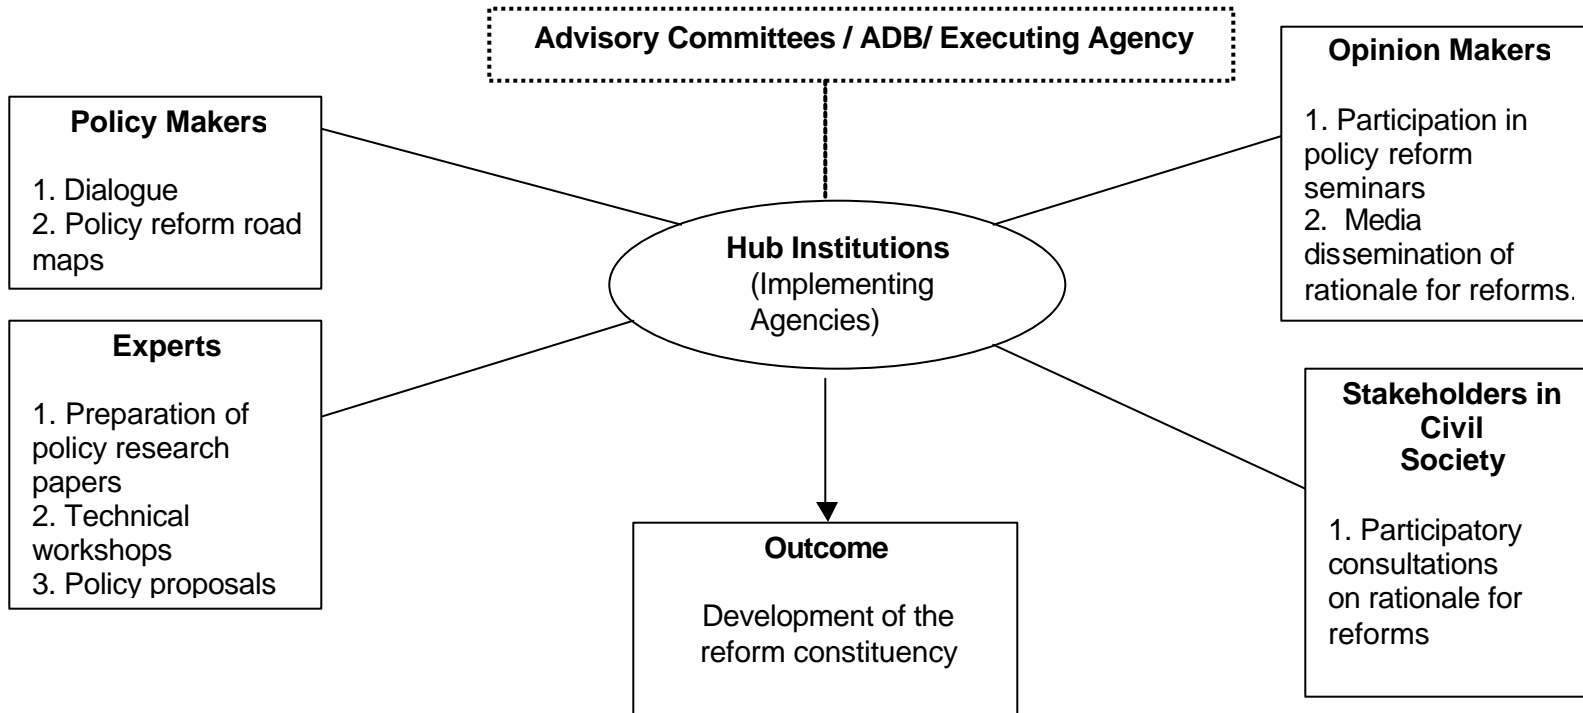 Advisory Committees / ADB/ Executing Agency
Policy Makers
1. Dialogue
2. Policy reform road
maps
Experts
1. Preparation of
policy research
papers
2. Technical
workshops
3. Policy proposals
Hub Institutions
(Implementing
Agencies)
Outcome
Development of the
reform constituency
Opinion Makers
1. Participation in
policy reform
seminars
2. Media
dissemination of
rationale for reforms.
Stakeholders in
Civil
Society
1. Participatory
consultations
on rationale for
reforms